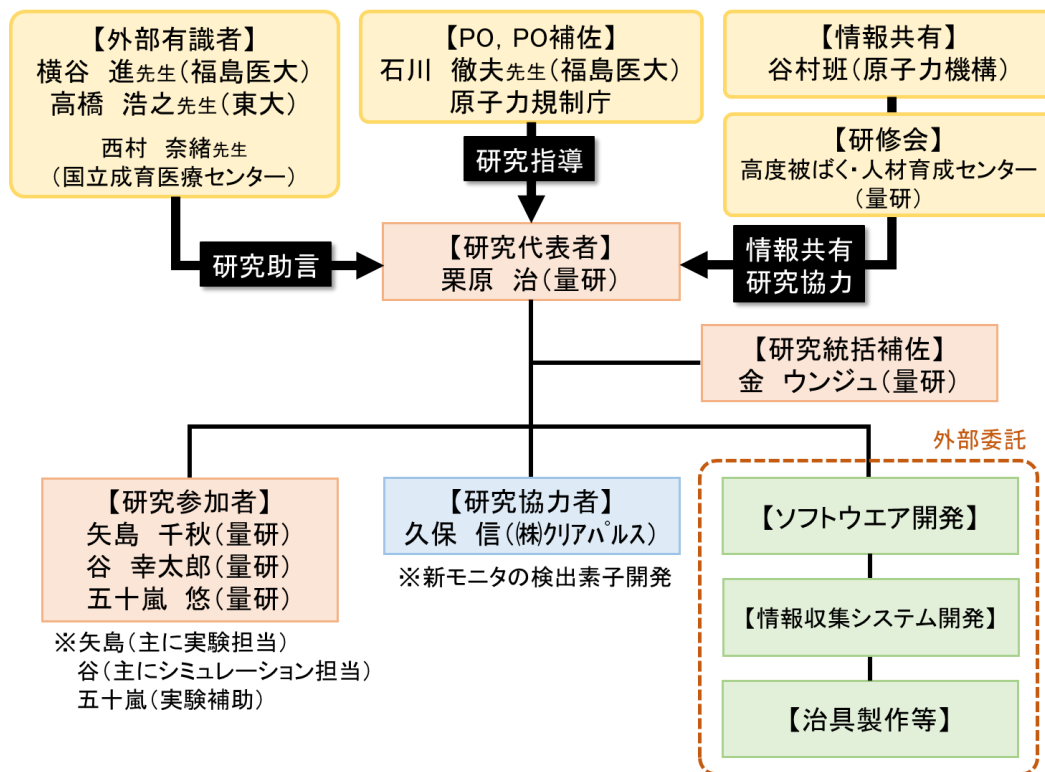 【外部有識者】
横谷 進先生(福島医大)
高橋 浩之先生(東大)
西村 奈緒先生
(国立成育医療センター)
【PO, PO補佐】
石川 徹夫先生(福島医大)
原子力規制庁
【情報共有】
谷村班(原子力機構)
【研修会】
高度被ばく・人材育成センター
(量研)
研究指導
研究助言
情報共有
研究協力
【研究代表者】
栗原 治(量研)
【研究統括補佐】
金 ウンジュ(量研)
外部委託
【研究参加者】
矢島 千秋(量研)
谷 幸太郎(量研)
五十嵐 悠(量研)
※矢島(主に実験担当)
谷(主にシミュレーション担当)
五十嵐(実験補助)
【研究協力者】
久保 信(㈱クリアパルス)
※新モニタの検出素子開発
【ソフトウエア開発】
【情報収集システム開発】
【治具製作等】